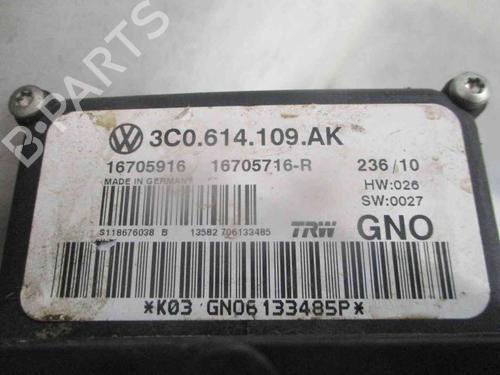 3C0.614.109.AK
16705916 16705716-R 236/10
MADE IN GERMANY
HW:026
SW:0027
S118676038 B 13582 706133485 TRW GNO
*K03 GNO6133485P*
B-PARTS